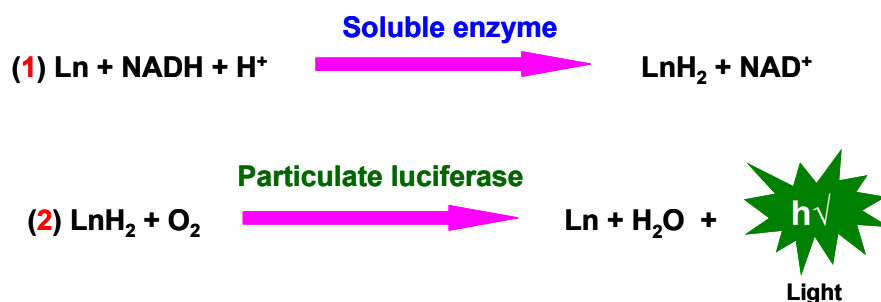 Soluble enzyme
(1) Ln + NADH + H⁺ LnH₂ + NAD⁺
Particulate luciferase
(2) LnH₂ + O₂ Ln + H₂O + h√
Light